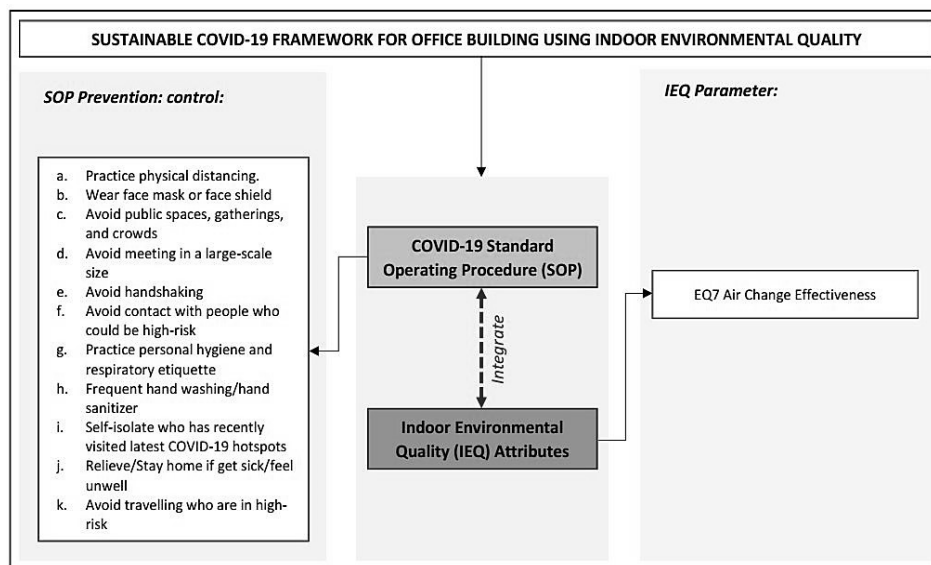 SUSTAINABLE COVID-19 FRAMEWORK FOR OFFICE BUILDING USING INDOOR ENVIRONMENTAL QUALITY
SOP Prevention: control:
a. Practice physical distancing.
b. Wear face mask or face shield
c. Avoid public spaces, gatherings,
and crowds
d. Avoid meeting in a large-scale
size
e. Avoid handshaking
f. Avoid contact with people who
could be high-risk
g. Practice personal hygiene and
respiratory etiquette
h. Frequent hand washing/hand
sanitizer
i. Self-isolate who has recently
visited latest COVID-19 hotspots
j. Relieve/Stay home if get sick/feel
unwell
k. Avoid travelling who are in high-
risk
COVID-19 Standard
Operating Procedure (SOP)
Integrate
Indoor Environmental
Quality (IEQ) Attributes
IEQ Parameter:
EQ7 Air Change Effectiveness